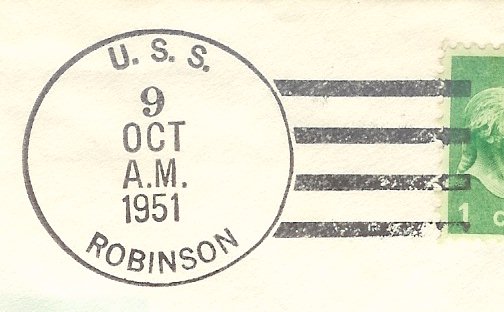 U. S. S.
9
OCT
A.M.
1951
ROBINSON
1